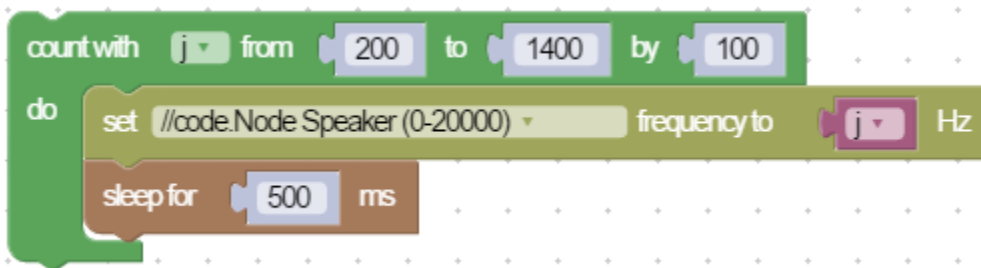 count with j from 200 to 1400 by 100
do set //code.Node Speaker (0-20000) frequency to j Hz
sleep for 500 ms